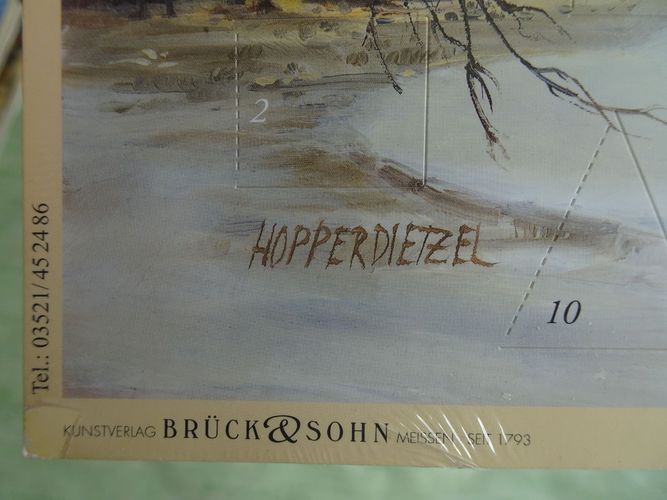 2
HOPPERDIETZEL
10
Tel.: 03521/45 24 86
KUNSTVERLAG BRÜCK & SOHN MEISSEN · SEIT 1793